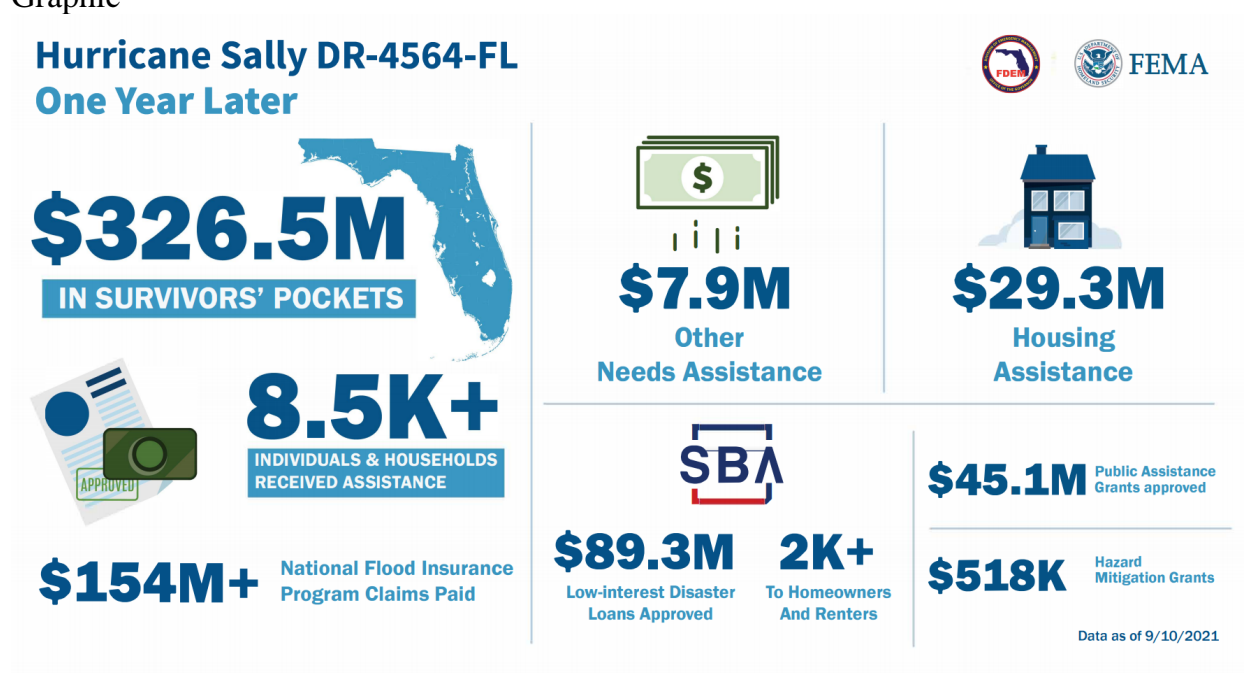 Graphic
Hurricane Sally DR-4564-FL
One Year Later
FDEM
FEMA
$326.5M
IN SURVIVORS' POCKETS
8.5K+
INDIVIDUALS & HOUSEHOLDS
RECEIVED ASSISTANCE
APPROVED
$154M+
National Flood Insurance
Program Claims Paid
$
$7.9M
Other
Needs Assistance
$29.3M
Housing
Assistance
SBA
$89.3M
Low-interest Disaster
Loans Approved
2K+
To Homeowners
And Renters
$45.1M
Public Assistance
Grants approved
$518K
Hazard
Mitigation Grants
Data as of 9/10/2021